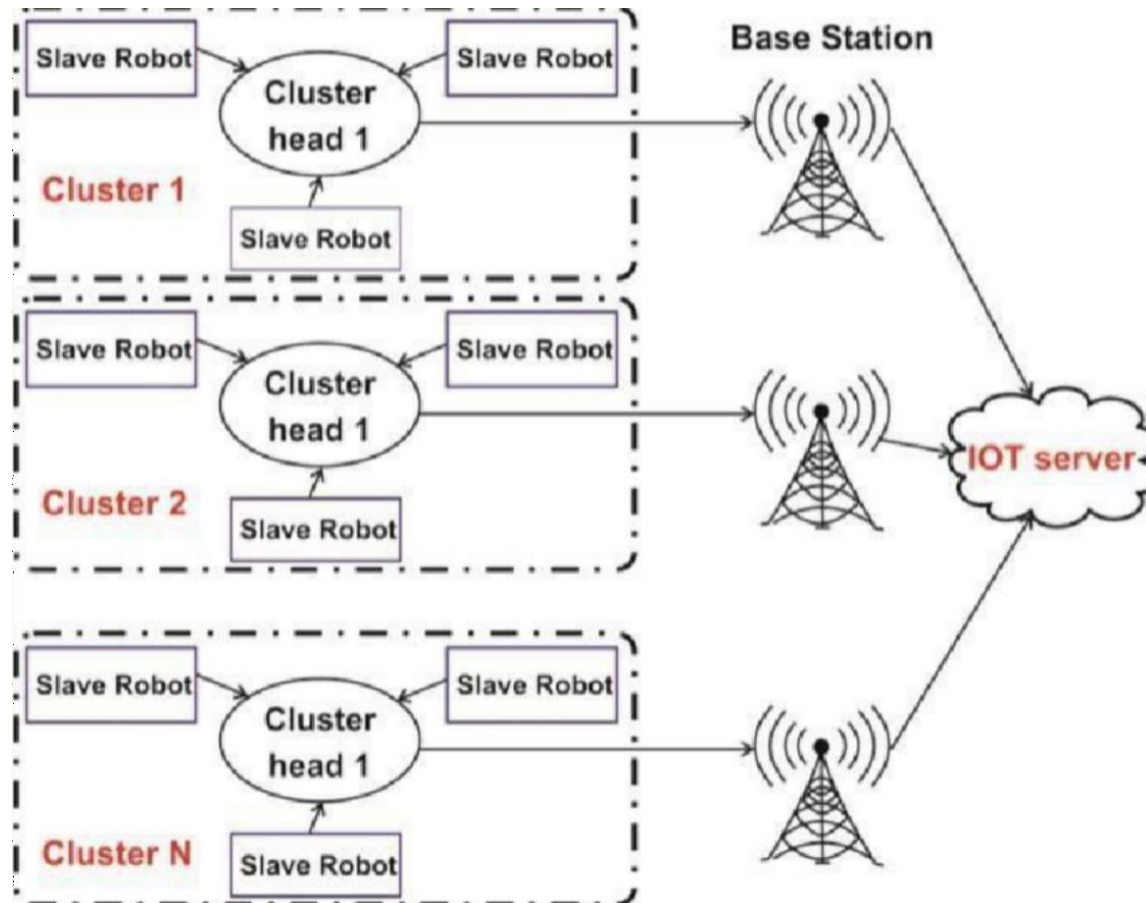 Slave Robot
Slave Robot
Base Station
Cluster
head 1
Cluster 1
Slave Robot
Slave Robot
Slave Robot
Cluster
head 1
Cluster 2
Slave Robot
IOT server
Slave Robot
Slave Robot
Cluster
head 1
Cluster N
Slave Robot